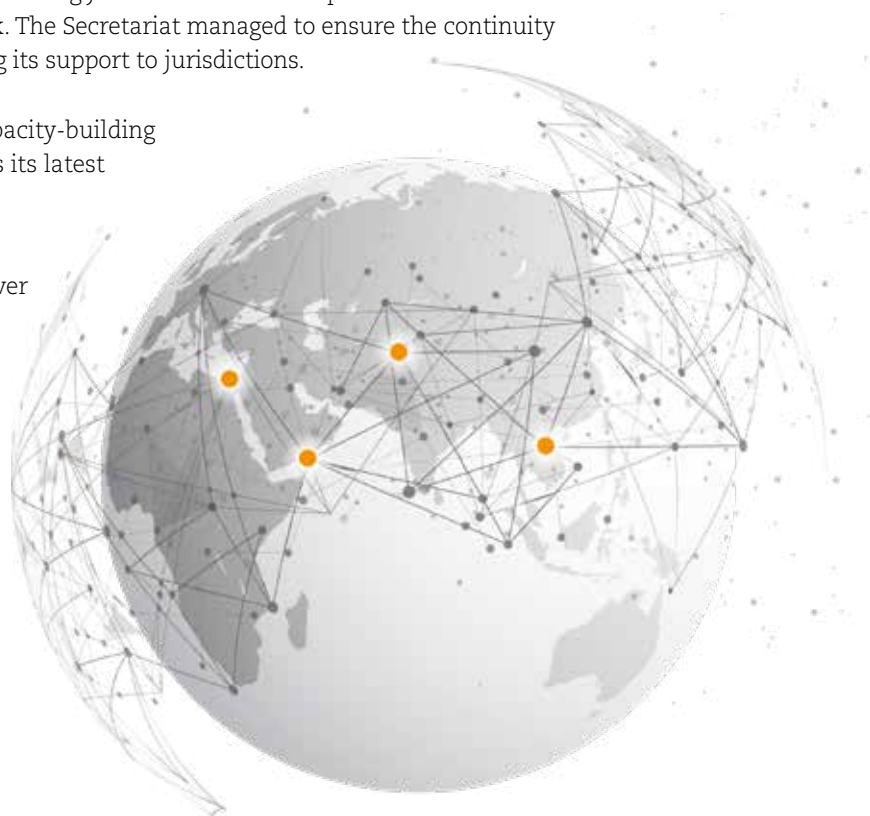 k. The Secretariat managed to ensure the continuity
g its support to jurisdictions.
pacity-building
s its latest
ver